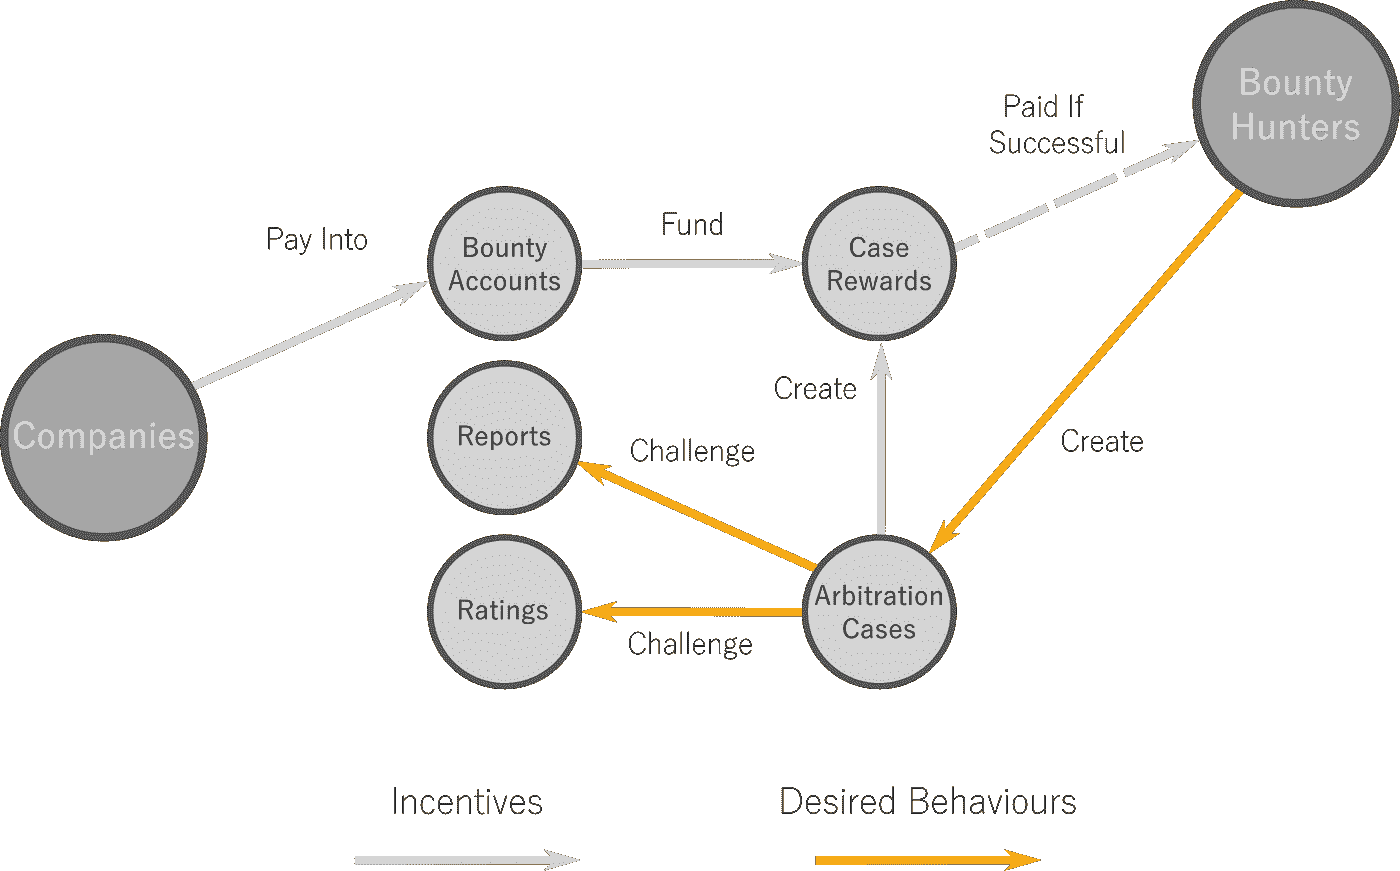 Bounty
Hunters
Paid If
Successful
Pay Into
Bounty
Accounts
Fund
Case
Rewards
Companies
Reports
Challenge
Create
Create
Ratings
Challenge
Arbitration
Cases
Incentives
Desired Behaviours